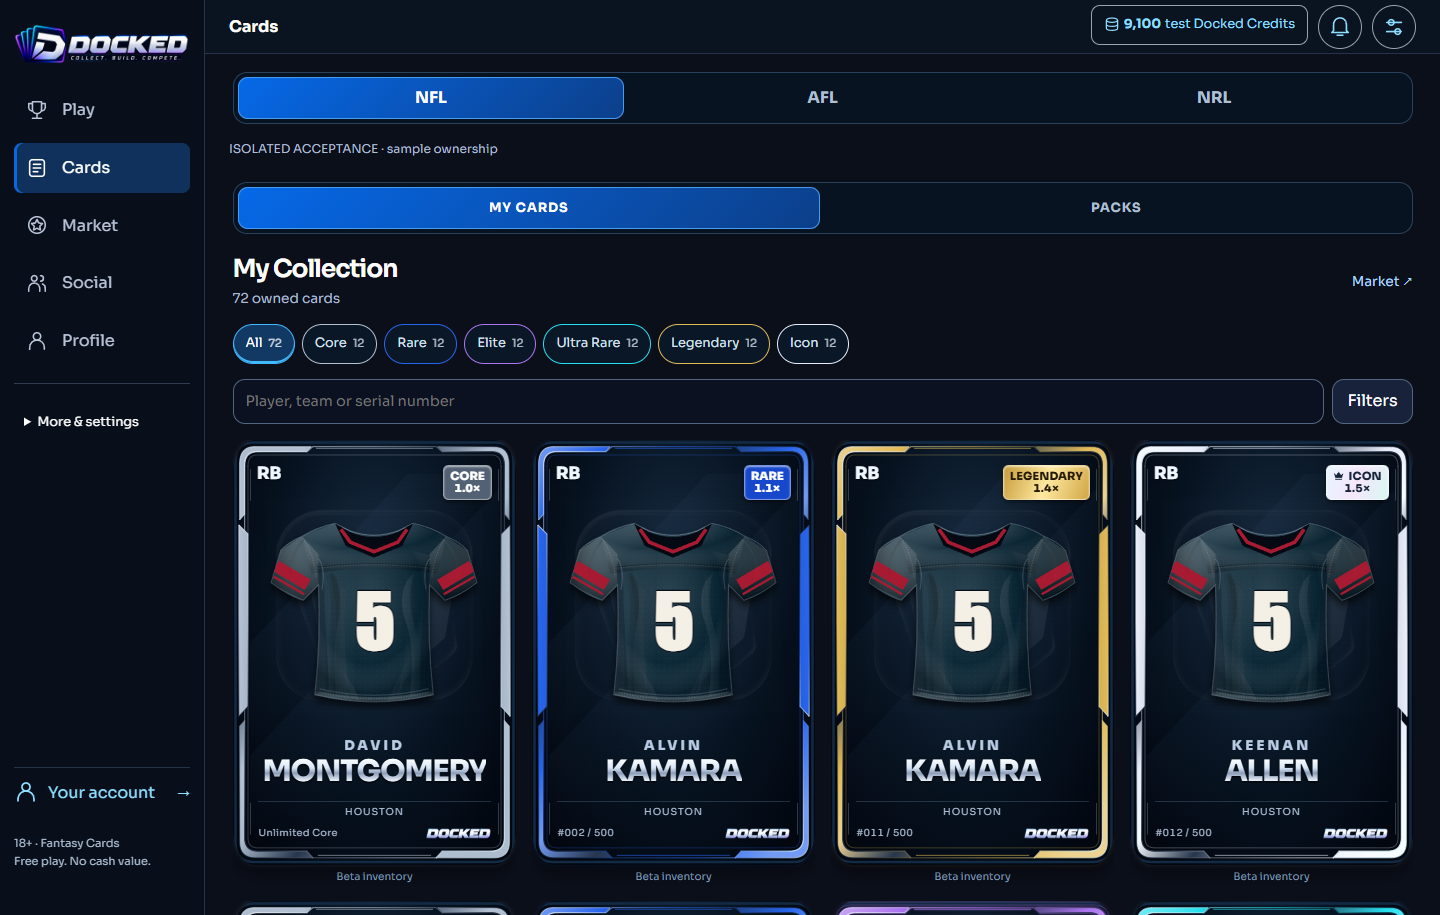 DOCKED
COLLECT. BUILD. COMPETE.
Cards
9,100 test Docked Credits
Play
Cards
Market
Social
Profile
▶ More & settings
Your account →
18+ · Fantasy Cards
Free play. No cash value.
NFL
AFL
NRL
ISOLATED ACCEPTANCE · sample ownership
MY CARDS
PACKS
My Collection
72 owned cards
Market ↗
All 72
Core 12
Rare 12
Elite 12
Ultra Rare 12
Legendary 12
Icon 12
Player, team or serial number
Filters
RB
CORE
1.0×
5
DAVID
MONTGOMERY
HOUSTON
Unlimited Core
DOCKED
Beta inventory
RB
RARE
1.1×
5
ALVIN
KAMARA
HOUSTON
#002 / 500
DOCKED
Beta inventory
RB
LEGENDARY
1.4×
5
ALVIN
KAMARA
HOUSTON
#011 / 500
DOCKED
Beta inventory
RB
ICON
1.5×
5
KEENAN
ALLEN
HOUSTON
#012 / 500
DOCKED
Beta inventory